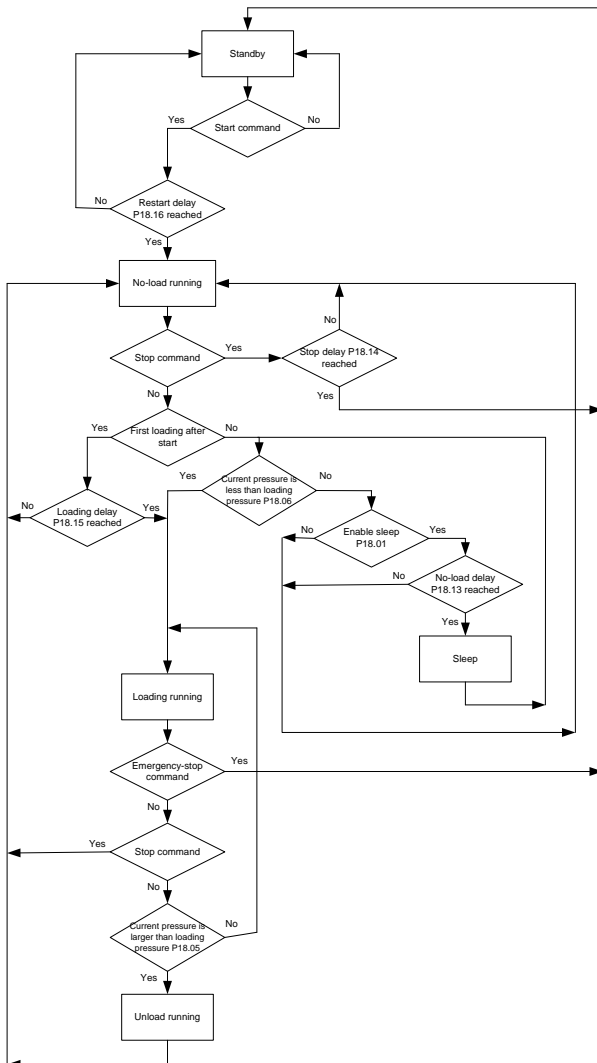 Standby
Yes
No
Start command
No
Restart delay
P18.16 reached
Yes
No-load running
No
Stop command
Yes
Stop delay P18.14
reached
Yes
No
Yes
First loading after
start
No
Yes
Current pressure is
less than loading
pressure P18.06
No
No
Loading delay
P18.15 reached
Yes
No
Enable sleep
P18.01
Yes
No
No-load delay
P18.13 reached
Yes
Sleep
Loading running
Emergency-stop
command
Yes
No
Yes
Stop command
No
Current pressure is
larger than loading
pressure P18.05
No
Yes
Unload running